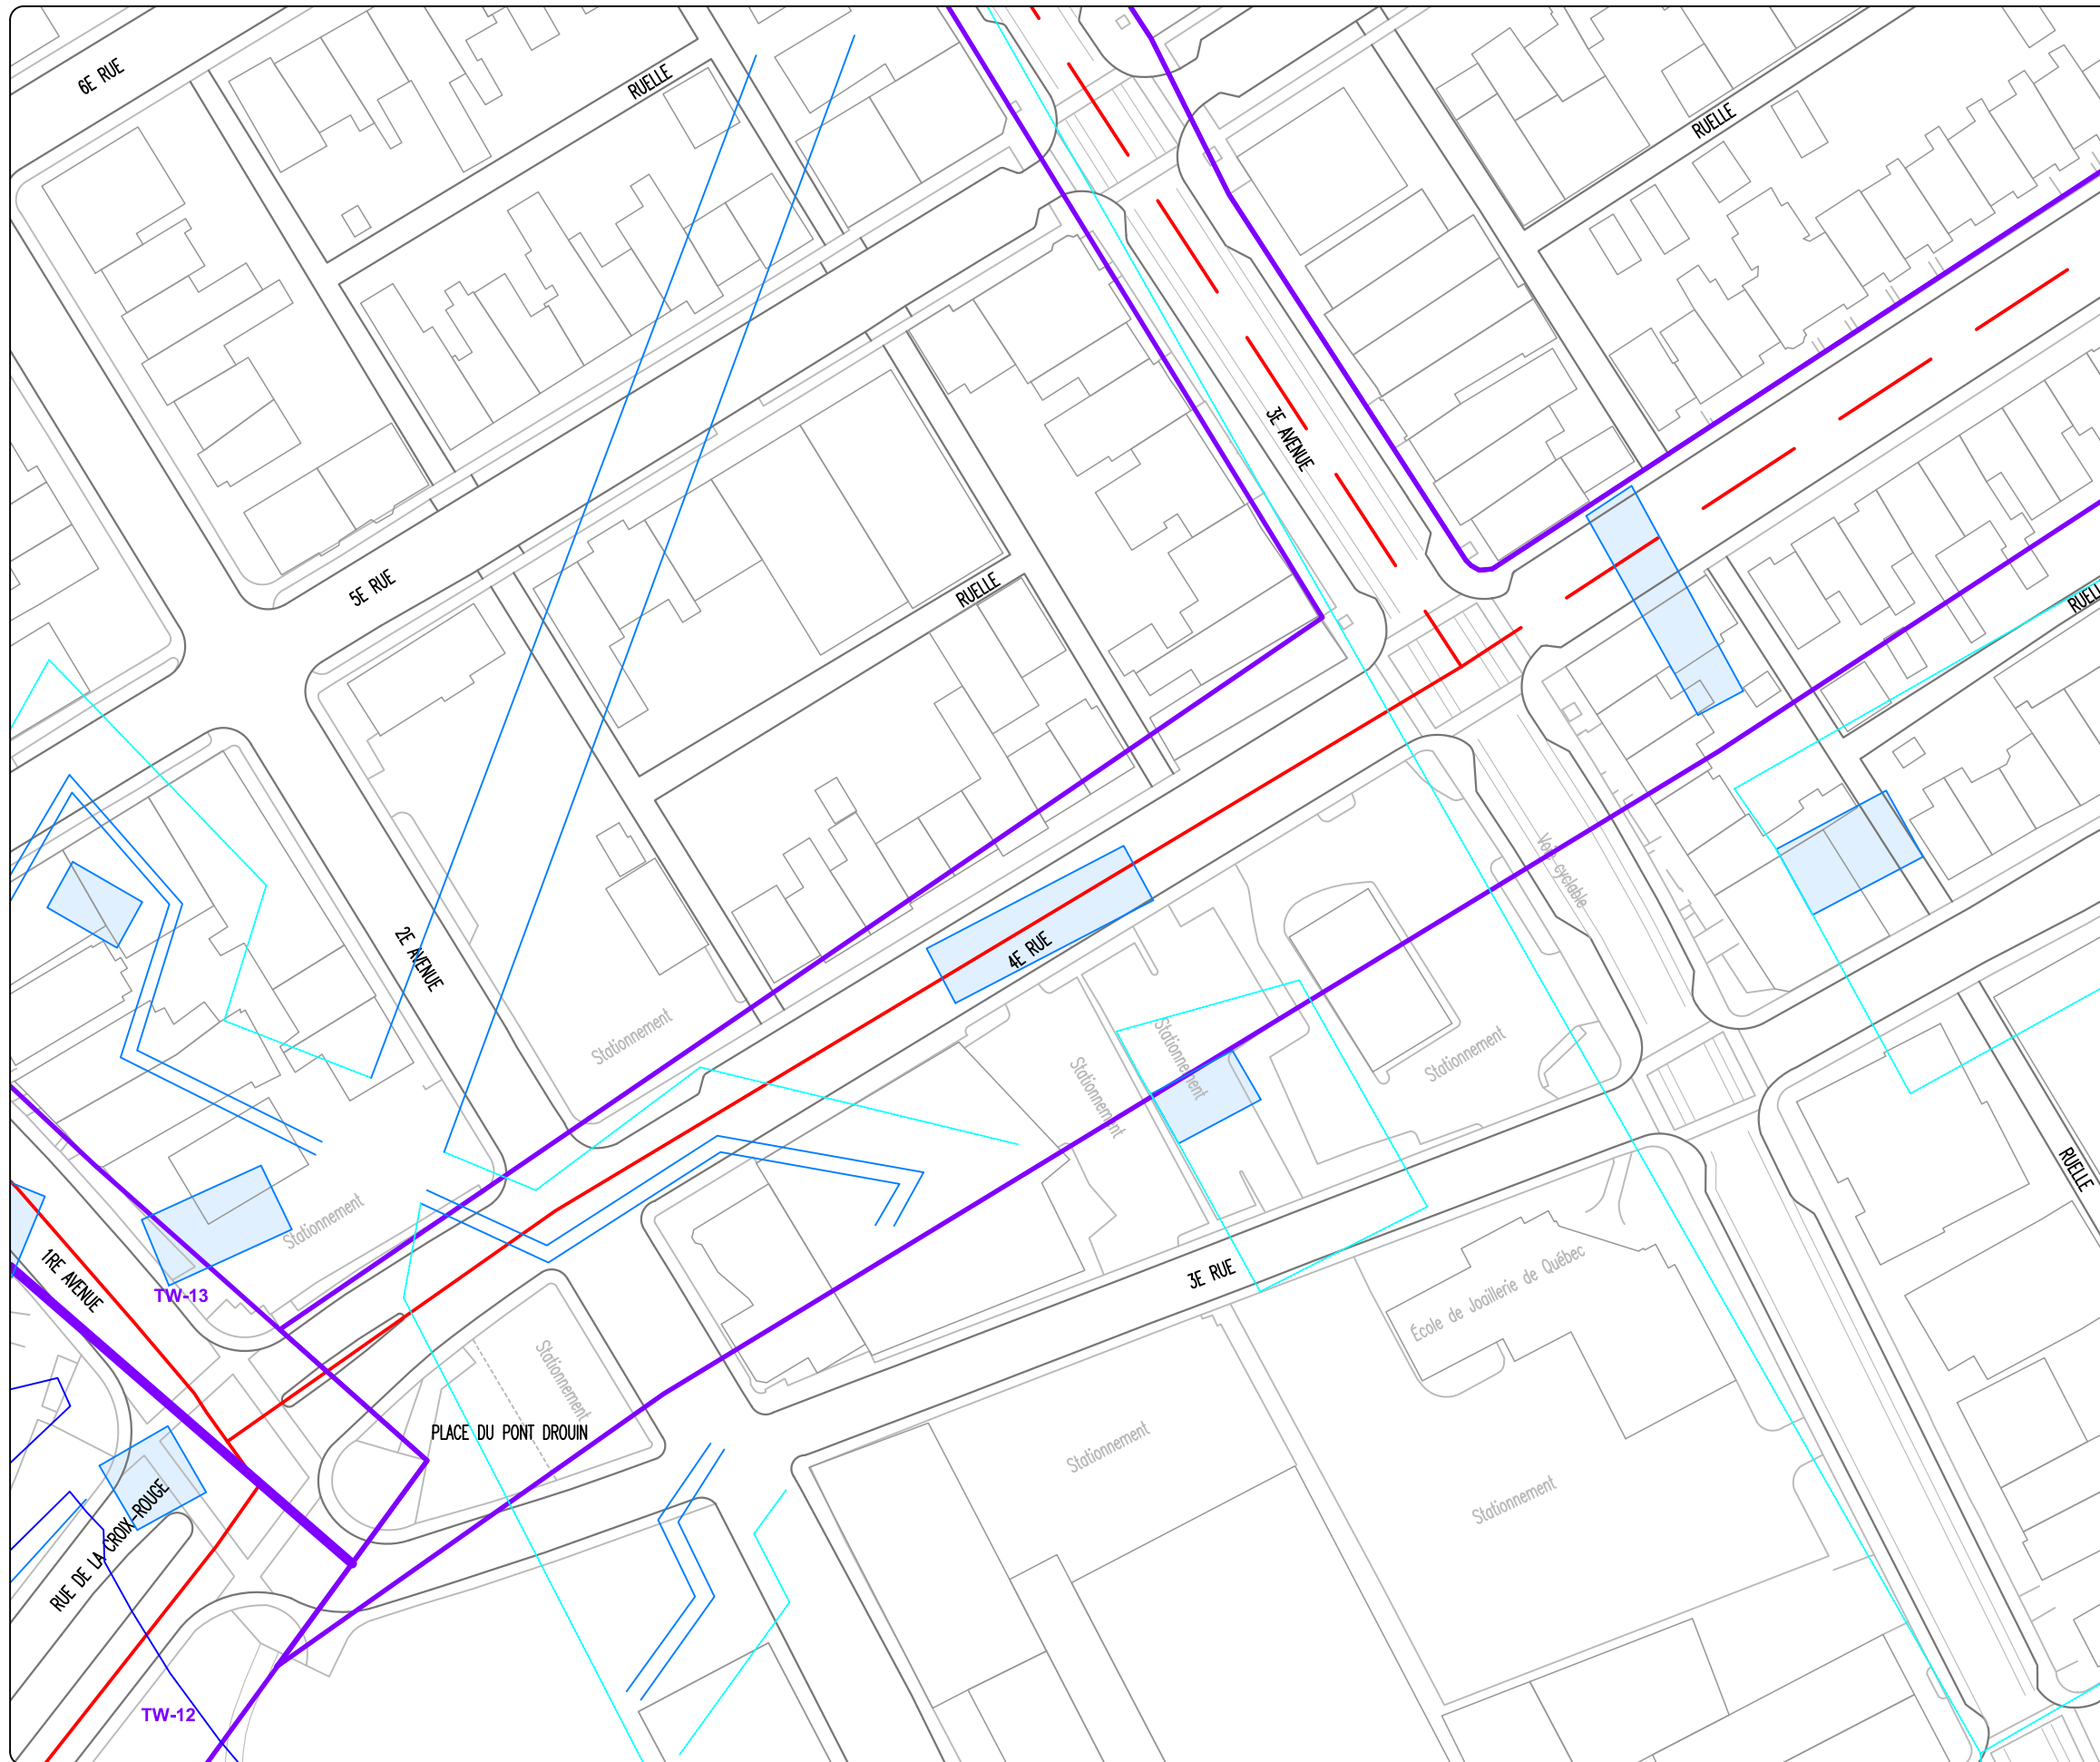 6E RUE
RUELLE
RUELLE
3E AVENUE
5E RUE
RUELLE
Voie cyclable
2E AVENUE
4E RUE
Stationnement
Stationnement
Stationnement
Stationnement
RUELLE
Stationnement
1RE AVENUE
TW-13
3E RUE
École de Joaillerie de Québec
Stationnement
PLACE DU PONT DROUIN
Stationnement
Stationnement
RUE DE LA CROIX-ROUGE
TW-12